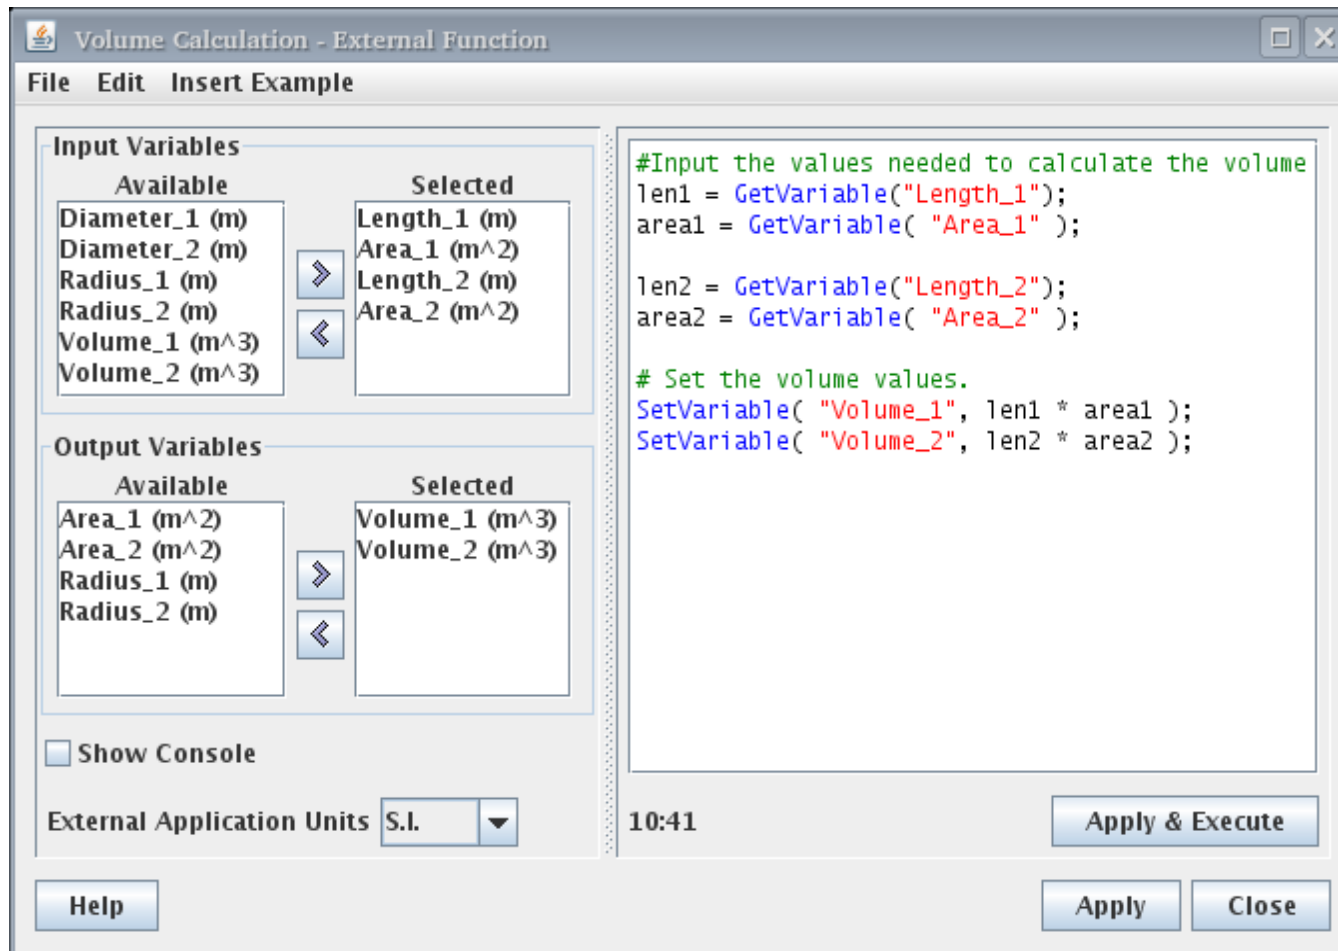 Volume Calculation - External Function
File Edit Insert Example
Input Variables
Available Selected
Diameter_1 (m)
Diameter_2 (m)
Radius_1 (m)
Radius_2 (m)
Volume_1 (m^3)
Volume_2 (m^3)
Length_1 (m)
Area_1 (m^2)
Length_2 (m)
Area_2 (m^2)
Output Variables
Available Selected
Area_1 (m^2)
Area_2 (m^2)
Radius_1 (m)
Radius_2 (m)
Volume_1 (m^3)
Volume_2 (m^3)
Show Console
External Application Units S.I.
#Input the values needed to calculate the volume
len1 = GetVariable("Length_1");
area1 = GetVariable( "Area_1" );
len2 = GetVariable("Length_2");
area2 = GetVariable( "Area_2" );
# Set the volume values.
SetVariable( "Volume_1", len1 * area1 );
SetVariable( "Volume_2", len2 * area2 );
10:41 Apply & Execute
Help Apply Close